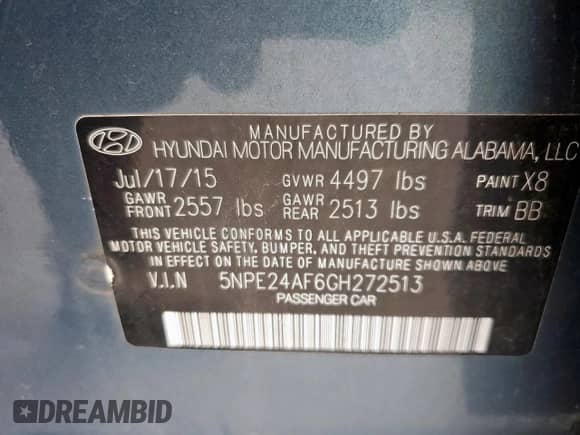 MANUFACTURED BY
HYUNDAI MOTOR MANUFACTURING ALABAMA, LLC
Jul/17/15 GVWR 4497 lbs PAINT X8
GAWR FRONT 2557 lbs GAWR REAR 2513 lbs TRIM BB
THIS VEHICLE CONFORMS TO ALL APPLICABLE U.S.A. FEDERAL
MOTOR VEHICLE SAFETY, BUMPER, AND THEFT PREVENTION
STANDARDS IN EFFECT ON THE DATE OF MANUFACTURE SHOWN ABOVE
V.I.N 5NPE24AF6GH272513
PASSENGER CAR
DREAMBID